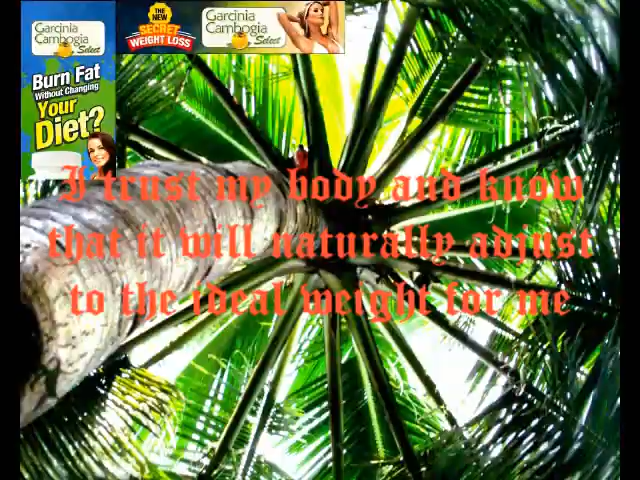 Garcinia
Cambogia
Select
Burn Fat
Without Changing
Your
Diet?
THE
NEW
SECRET
WEIGHT LOSS
Garcinia
Cambogia
Select
I trust my body and know
that it will naturally adjust
to the ideal weight for me